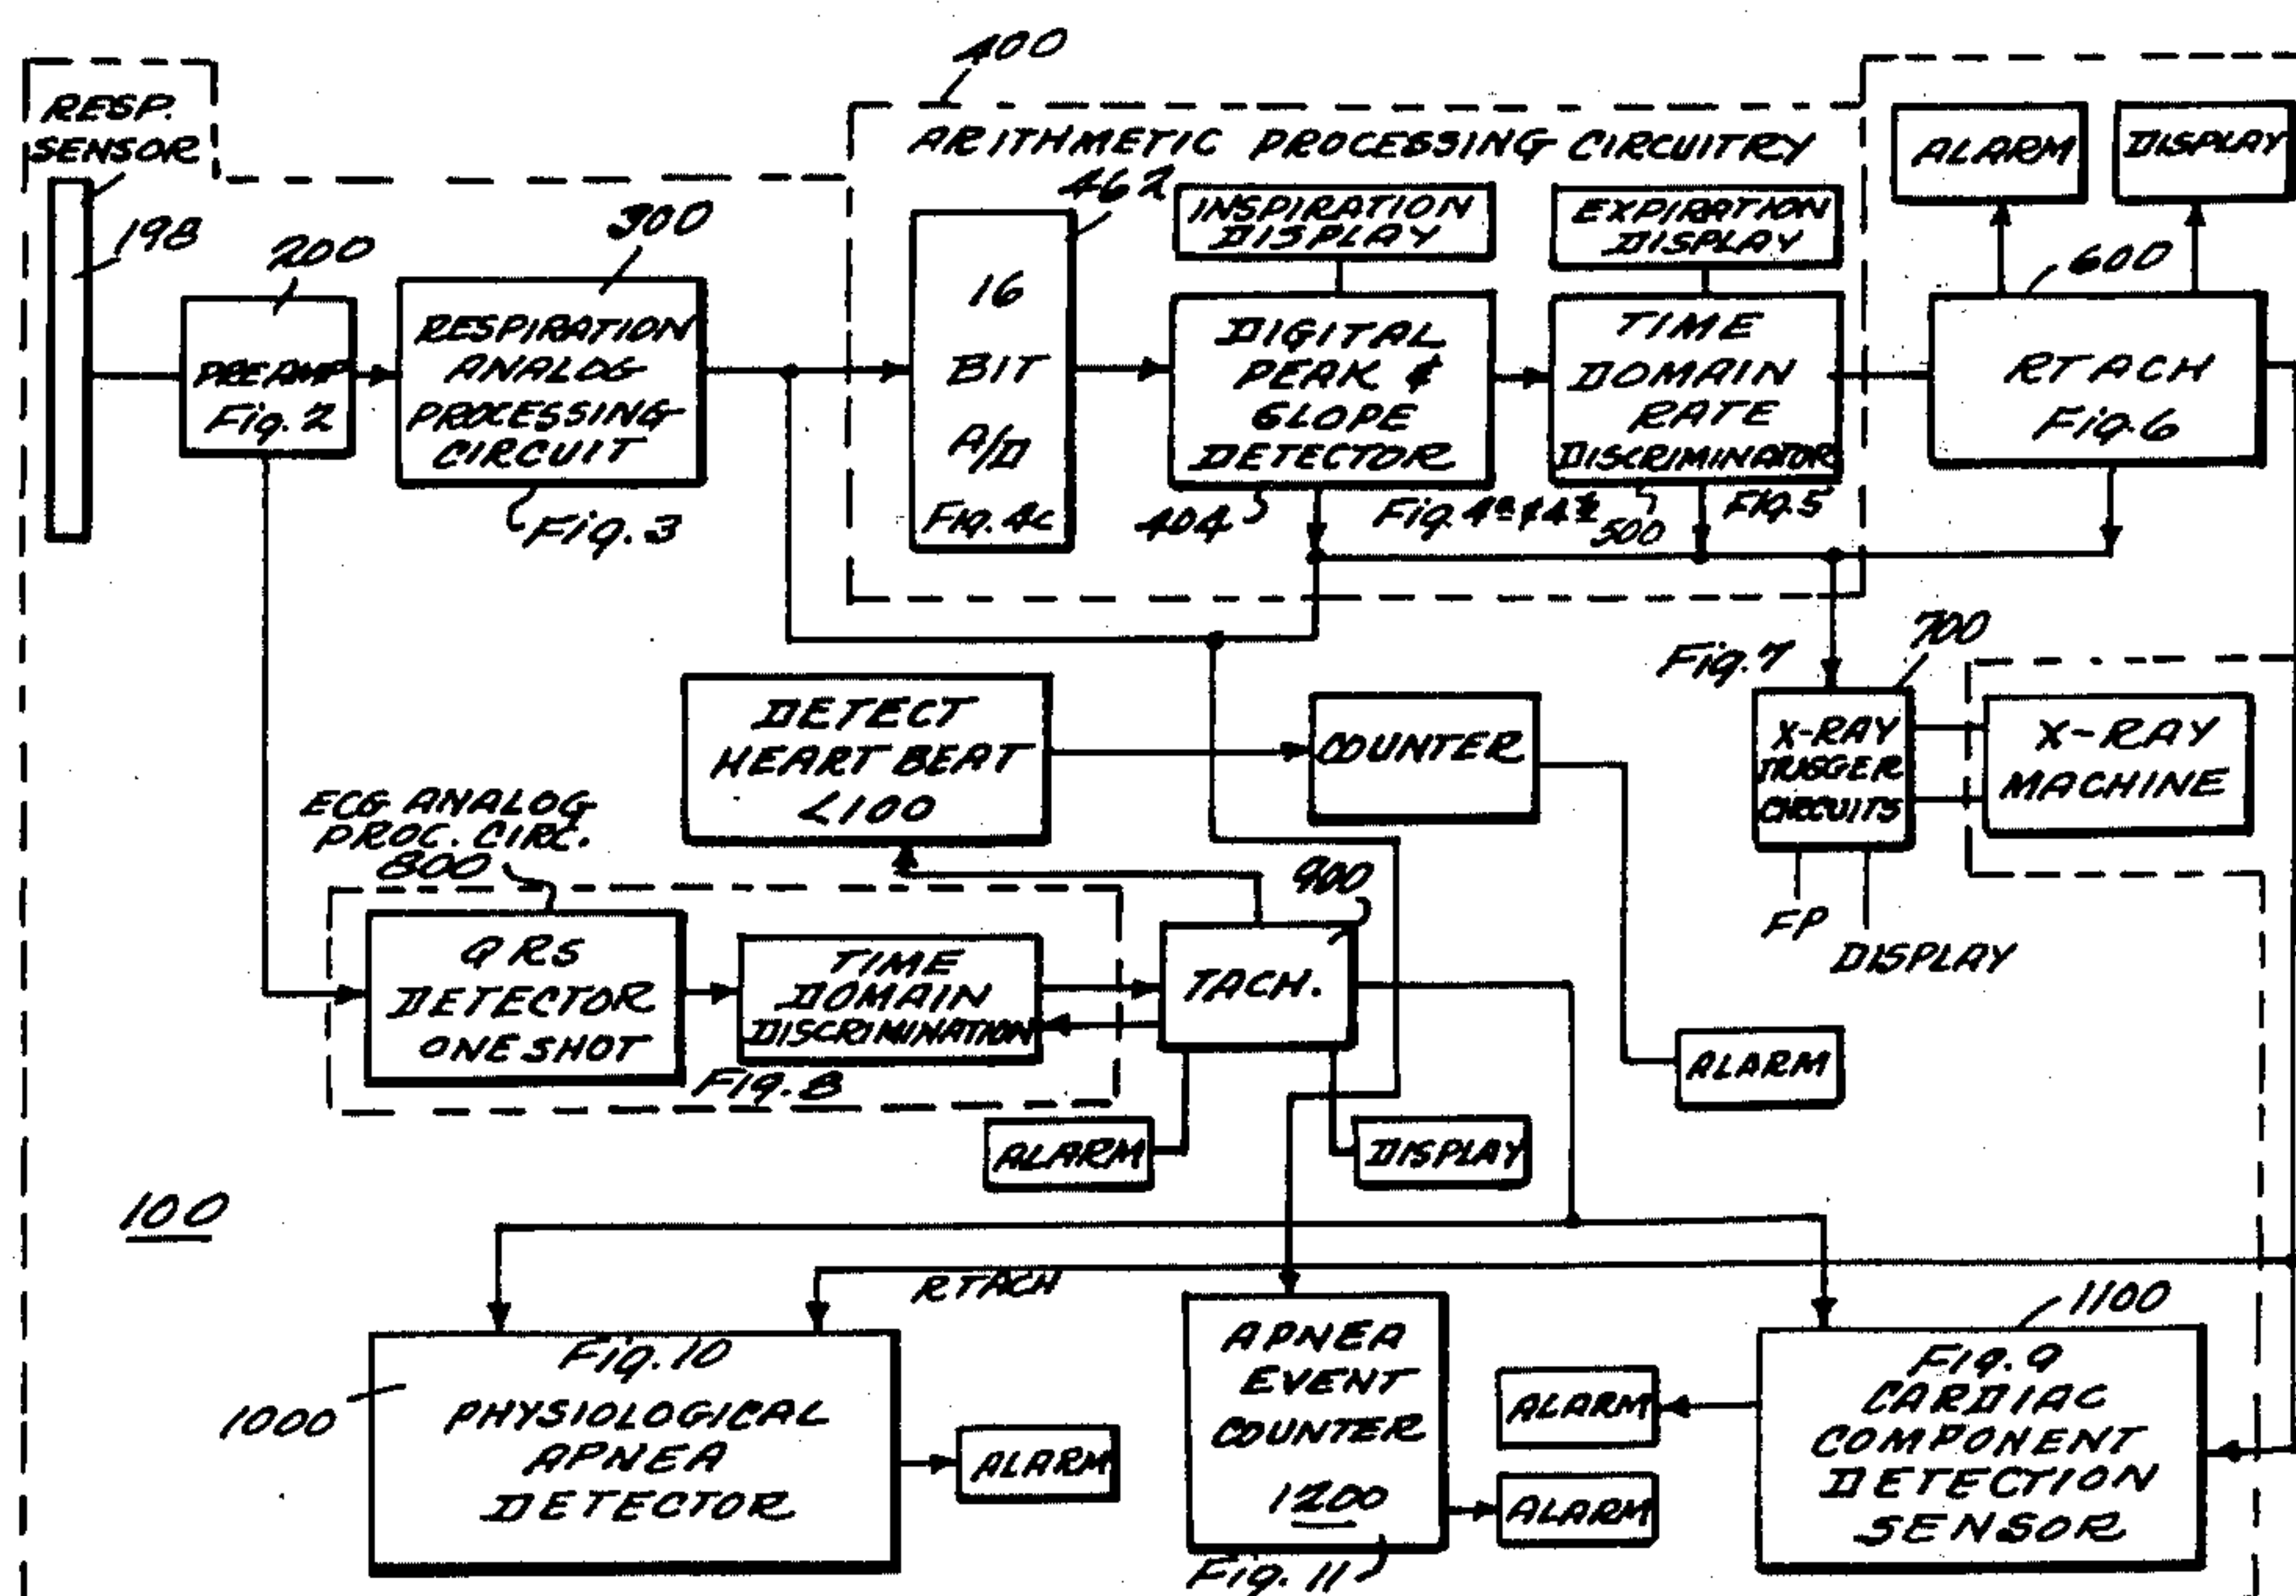 400
RESP.
SENSOR
ARITHMETIC PROCESSING CIRCUITRY
ALARM
DISPLAY
198
200
300
462
INSPIRATION
DISPLAY
EXPIRATION
DISPLAY
600
PREAMP
Fig. 2
RESPIRATION
ANALOG
PROCESSING
CIRCUIT
Fig. 3
16
BIT
A/D
Fig. 4c
DIGITAL
PEAK &
SLOPE
DETECTOR
404
Fig. 4a & 4b
TIME
DOMAIN
RATE
DISCRIMINATOR
500
FIG. 5
RTACH
Fig. 6
DETECT
HEART BEAT
<100
COUNTER
Fig. 7
700
X-RAY
TRIGGER
CIRCUITS
X-RAY
MACHINE
FP
DISPLAY
ECG ANALOG
PROC. CIRC.
800
QRS
DETECTOR
ONE SHOT
TIME
DOMAIN
DISCRIMINATION
Fig. 8
900
TACH.
ALARM
ALARM
DISPLAY
100
RTACH
1000
Fig. 10
PHYSIOLOGICAL
APNEA
DETECTOR
ALARM
APNEA
EVENT
COUNTER
1200
Fig. 11
ALARM
ALARM
1100
Fig. 9
CARDIAC
COMPONENT
DETECTION
SENSOR